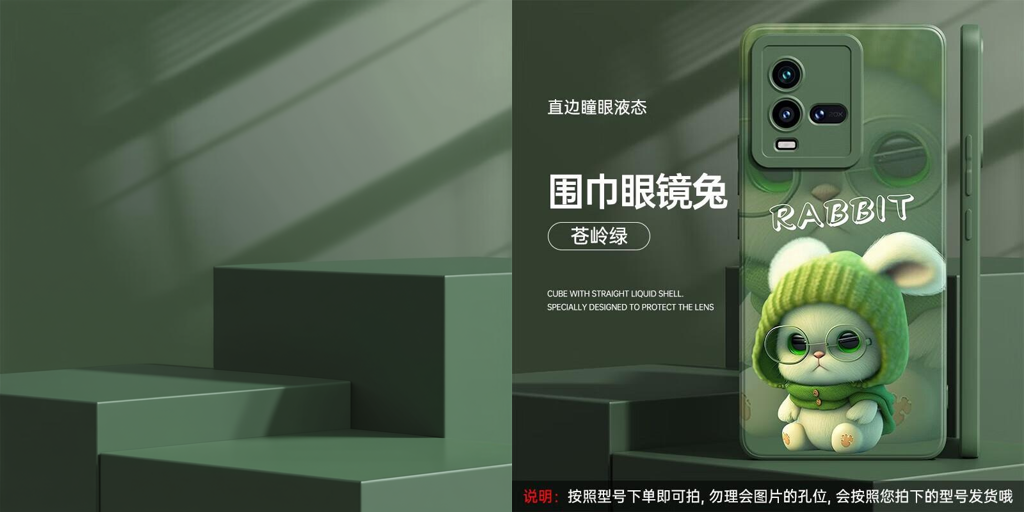 直边瞳眼液态
围巾眼镜兔
苍岭绿
CUBE WITH STRAIGHT LIQUID SHELL.
SPECIALLY DESIGNED TO PROTECT THE LENS
RABBIT
说明：按照型号下单即可拍, 勿理会图片的孔位, 会按照您拍下的型号发货哦